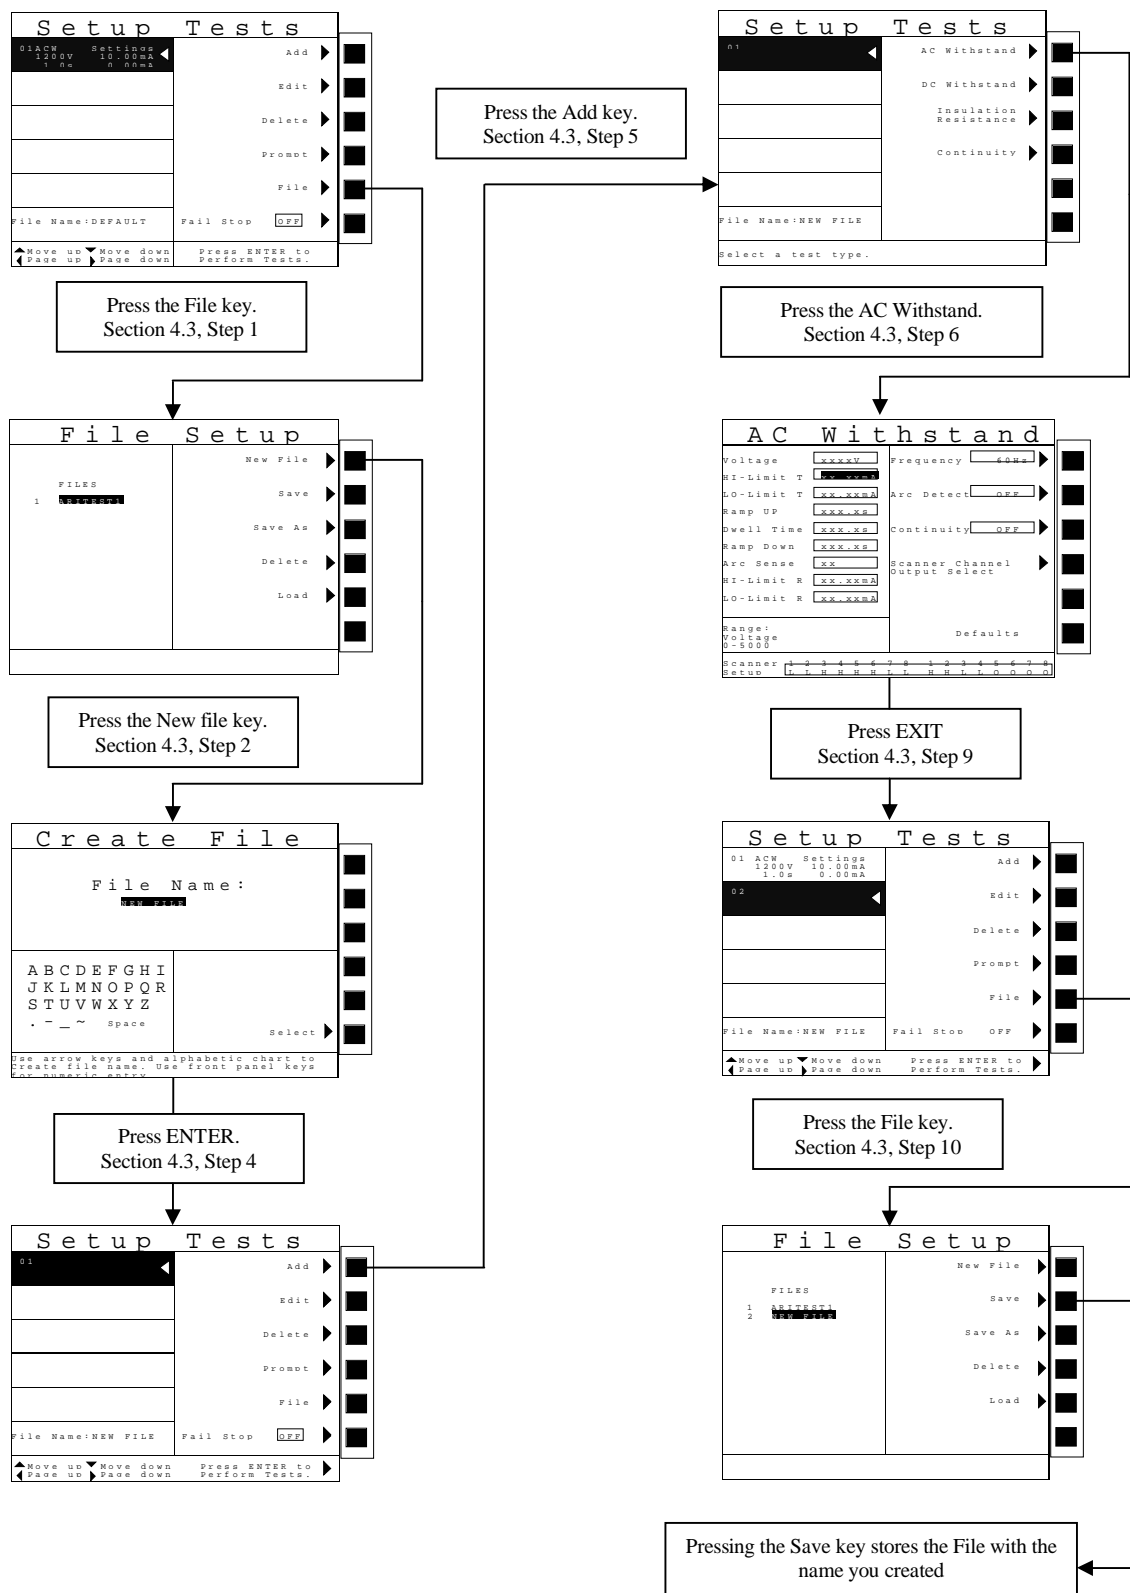 Setup Tests
01ACW Settings
1200V 10.00mA
1.0s 0.00mA
Add
Edit
Delete
Prompt
File
File Name:DEFAULT Fail Stop OFF
Move up Move down Press ENTER to
Page up Page down Perform Tests.
Press the File key.
Section 4.3, Step 1
File Setup
New File
FILES
1 ARITEST1
Save
Save As
Delete
Load
Press the New file key.
Section 4.3, Step 2
Create File
File Name:
NEW FILE
A B C D E F G H I
J K L M N O P Q R
S T U V W X Y Z
. - _ ~ Space
Select
Use arrow keys and alphabetic chart to
Create file name. Use front panel keys
for numeric entry
Press ENTER.
Section 4.3, Step 4
Setup Tests
01
Add
Edit
Delete
Prompt
File
File Name:NEW FILE Fail Stop OFF
Move up Move down Press ENTER to
Page up Page down Perform Tests.
Press the Add key.
Section 4.3, Step 5
Setup Tests
01
AC Withstand
DC Withstand
Insulation
Resistance
Continuity
File Name:NEW FILE
Select a test type.
Press the AC Withstand.
Section 4.3, Step 6
AC Withstand
Voltage xxxxV Frequency 60Hz
HI-Limit T xx.xxmA
LO-Limit T xx.xxmA Arc Detect OFF
Ramp UP xxx.xs
Dwell Time xxx.xs Continuity OFF
Ramp Down xxx.xs
Arc Sense xx Scanner Channel
Output Select
HI-Limit R xx.xxmA
LO-Limit R xx.xxmA
Range:
Voltage
0-5000
Defaults
Scanner 1 2 3 4 5 6 7 8 1 2 3 4 5 6 7 8
Setup L L H H H H L L H H L L O O O O
Press EXIT
Section 4.3, Step 9
Setup Tests
01 ACW Settings
1200V 10.00mA
1.0s 0.00mA
02
Add
Edit
Delete
Prompt
File
File Name:NEW FILE Fail Stop OFF
Move up Move down Press ENTER to
Page up Page down Perform Tests.
Press the File key.
Section 4.3, Step 10
File Setup
New File
FILES
1 ARITEST1
2 NEW FILE
Save
Save As
Delete
Load
Pressing the Save key stores the File with the
name you created